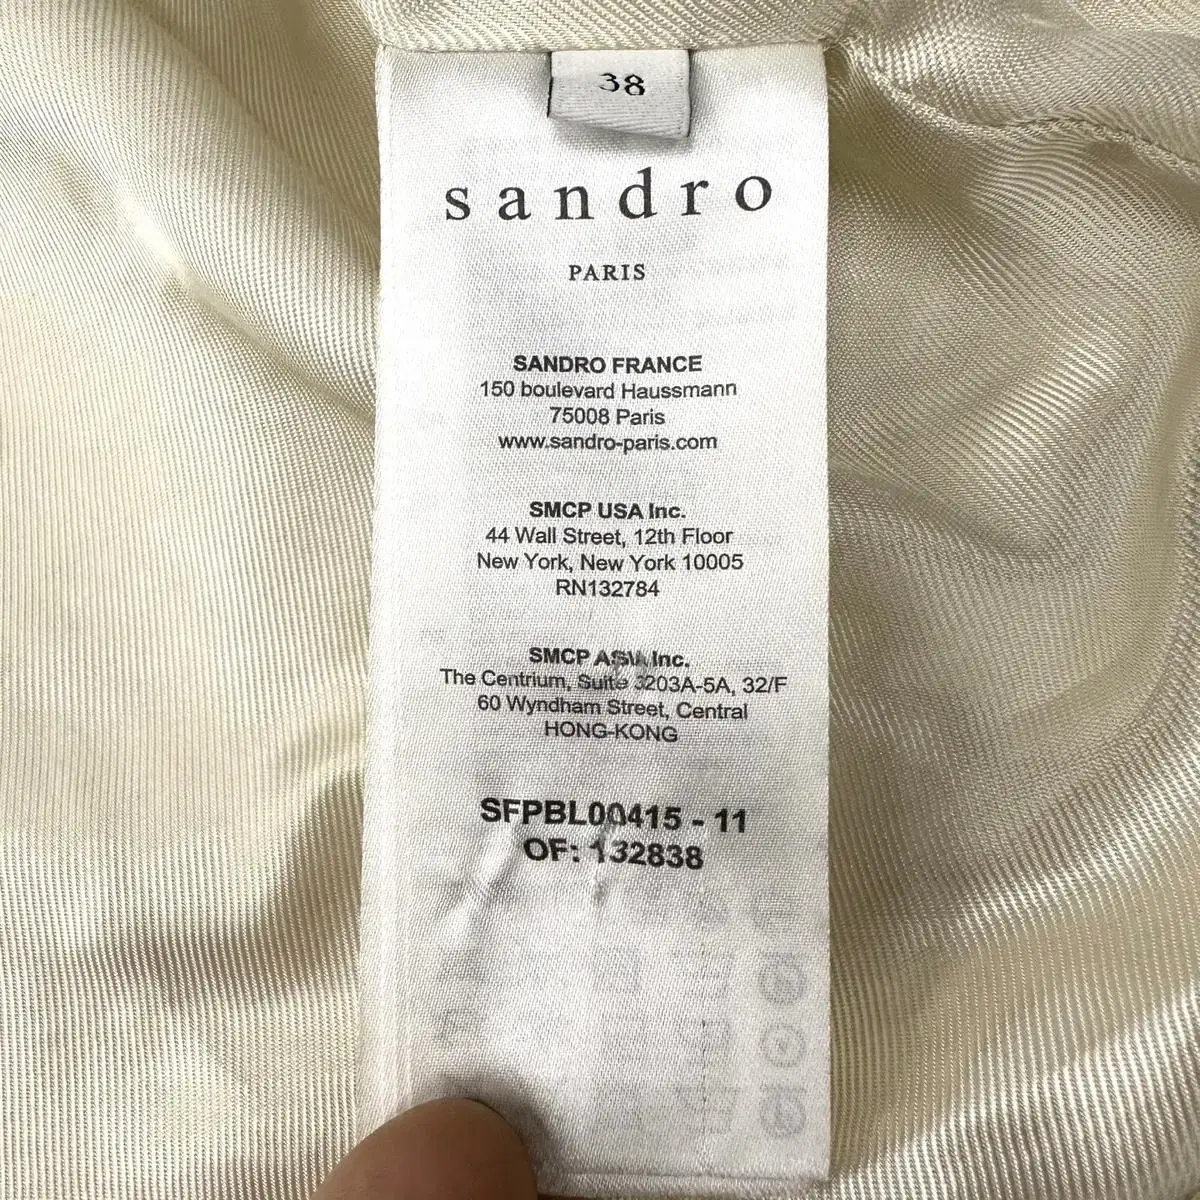 38
sandro
PARIS
SANDRO FRANCE
150 boulevard Haussmann
75008 Paris
www.sandro-paris.com
SMCP USA Inc.
44 Wall Street, 12th Floor
New York, New York 10005
RN132784
SMCP ASIA Inc.
The Centrium, Suite 3203A-5A, 32/F
60 Wyndham Street, Central
HONG-KONG
SFPBL00415 - 11
OF: 132838